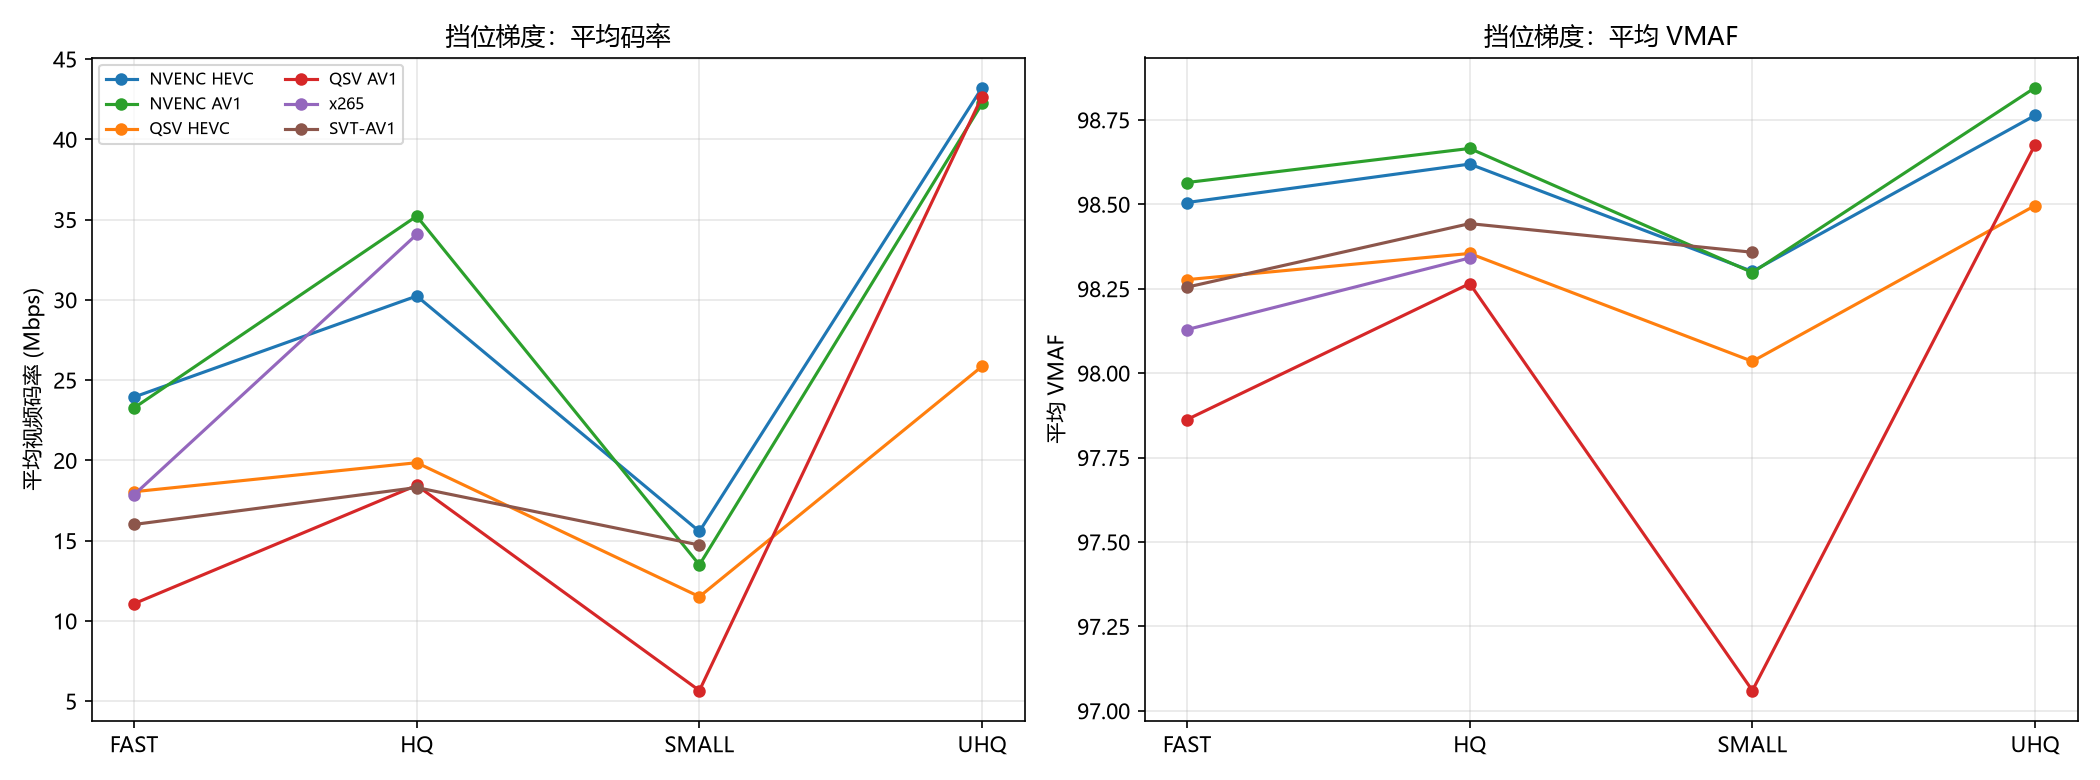 挡位梯度：平均码率
45
40
35
30
25
20
15
10
5
平均视频码率 (Mbps)
NVENC HEVC
NVENC AV1
QSV HEVC
QSV AV1
x265
SVT-AV1
FAST
HQ
SMALL
UHQ
挡位梯度：平均 VMAF
98.75
98.50
98.25
98.00
97.75
97.50
97.25
97.00
平均 VMAF
FAST
HQ
SMALL
UHQ